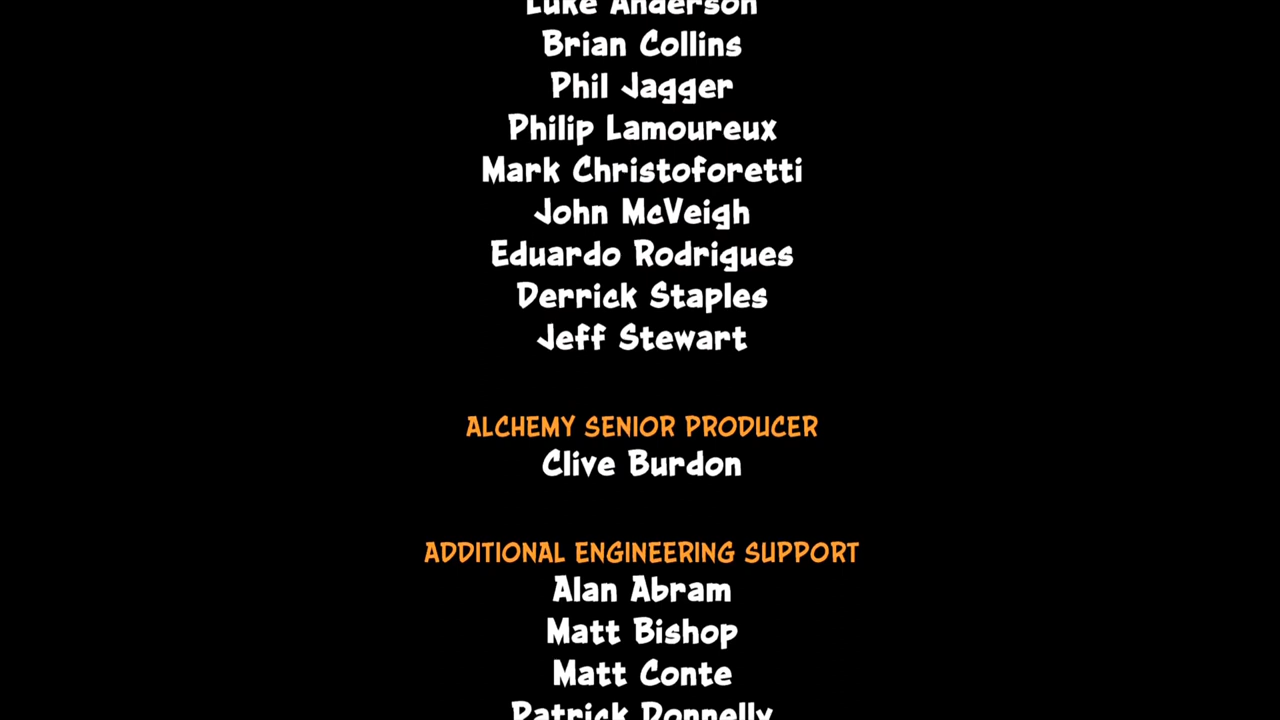 Luke Anderson
Brian Collins
Phil Jagger
Philip Lamoureux
Mark Christoforetti
John McVeigh
Eduardo Rodrigues
Derrick Staples
Jeff Stewart
ALCHEMY SENIOR PRODUCER
Clive Burdon
ADDITIONAL ENGINEERING SUPPORT
Alan Abram
Matt Bishop
Matt Conte
Patrick Donnelly